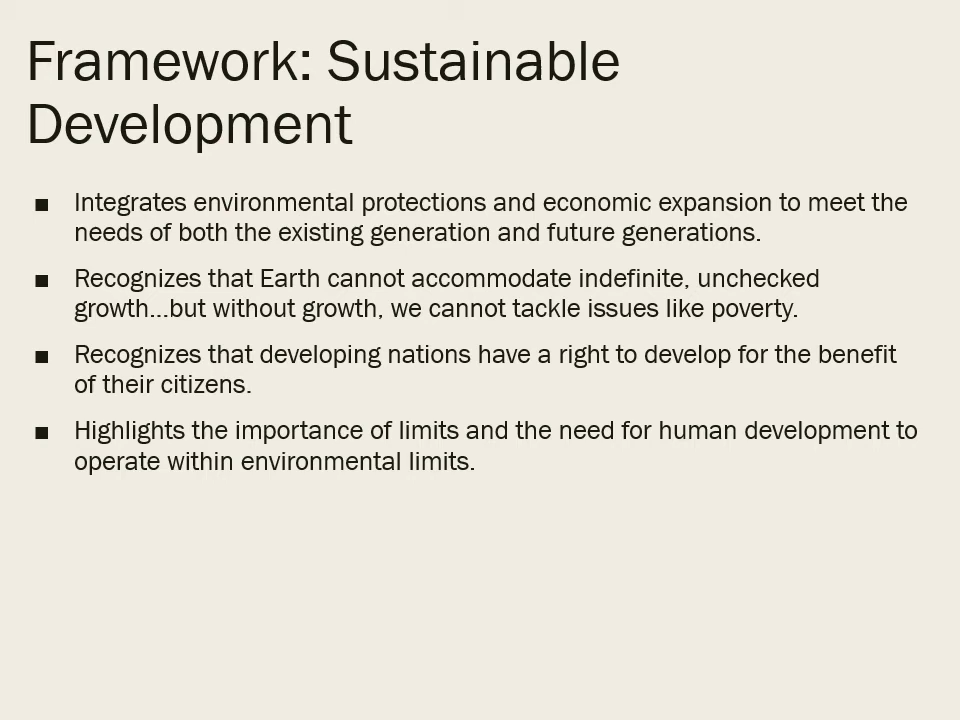 Framework: Sustainable
Development
■ Integrates environmental protections and economic expansion to meet the
needs of both the existing generation and future generations.
■ Recognizes that Earth cannot accommodate indefinite, unchecked
growth...but without growth, we cannot tackle issues like poverty.
■ Recognizes that developing nations have a right to develop for the benefit
of their citizens.
■ Highlights the importance of limits and the need for human development to
operate within environmental limits.